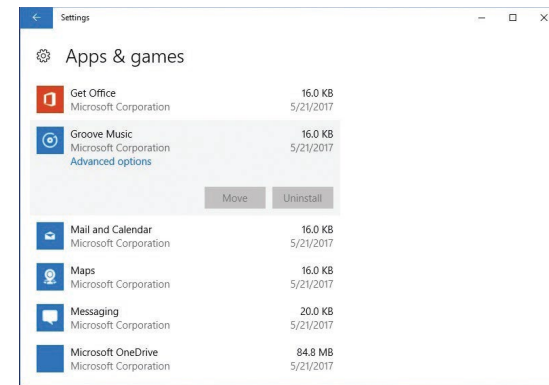 Settings
Apps & games
Get Office 16.0 KB
Microsoft Corporation 5/21/2017
Groove Music 16.0 KB
Microsoft Corporation 5/21/2017
Advanced options
Move Uninstall
Mail and Calendar 16.0 KB
Microsoft Corporation 5/21/2017
Maps 16.0 KB
Microsoft Corporation 5/21/2017
Messaging 20.0 KB
Microsoft Corporation 5/21/2017
Microsoft OneDrive 84.8 MB
Microsoft Corporation 5/21/2017